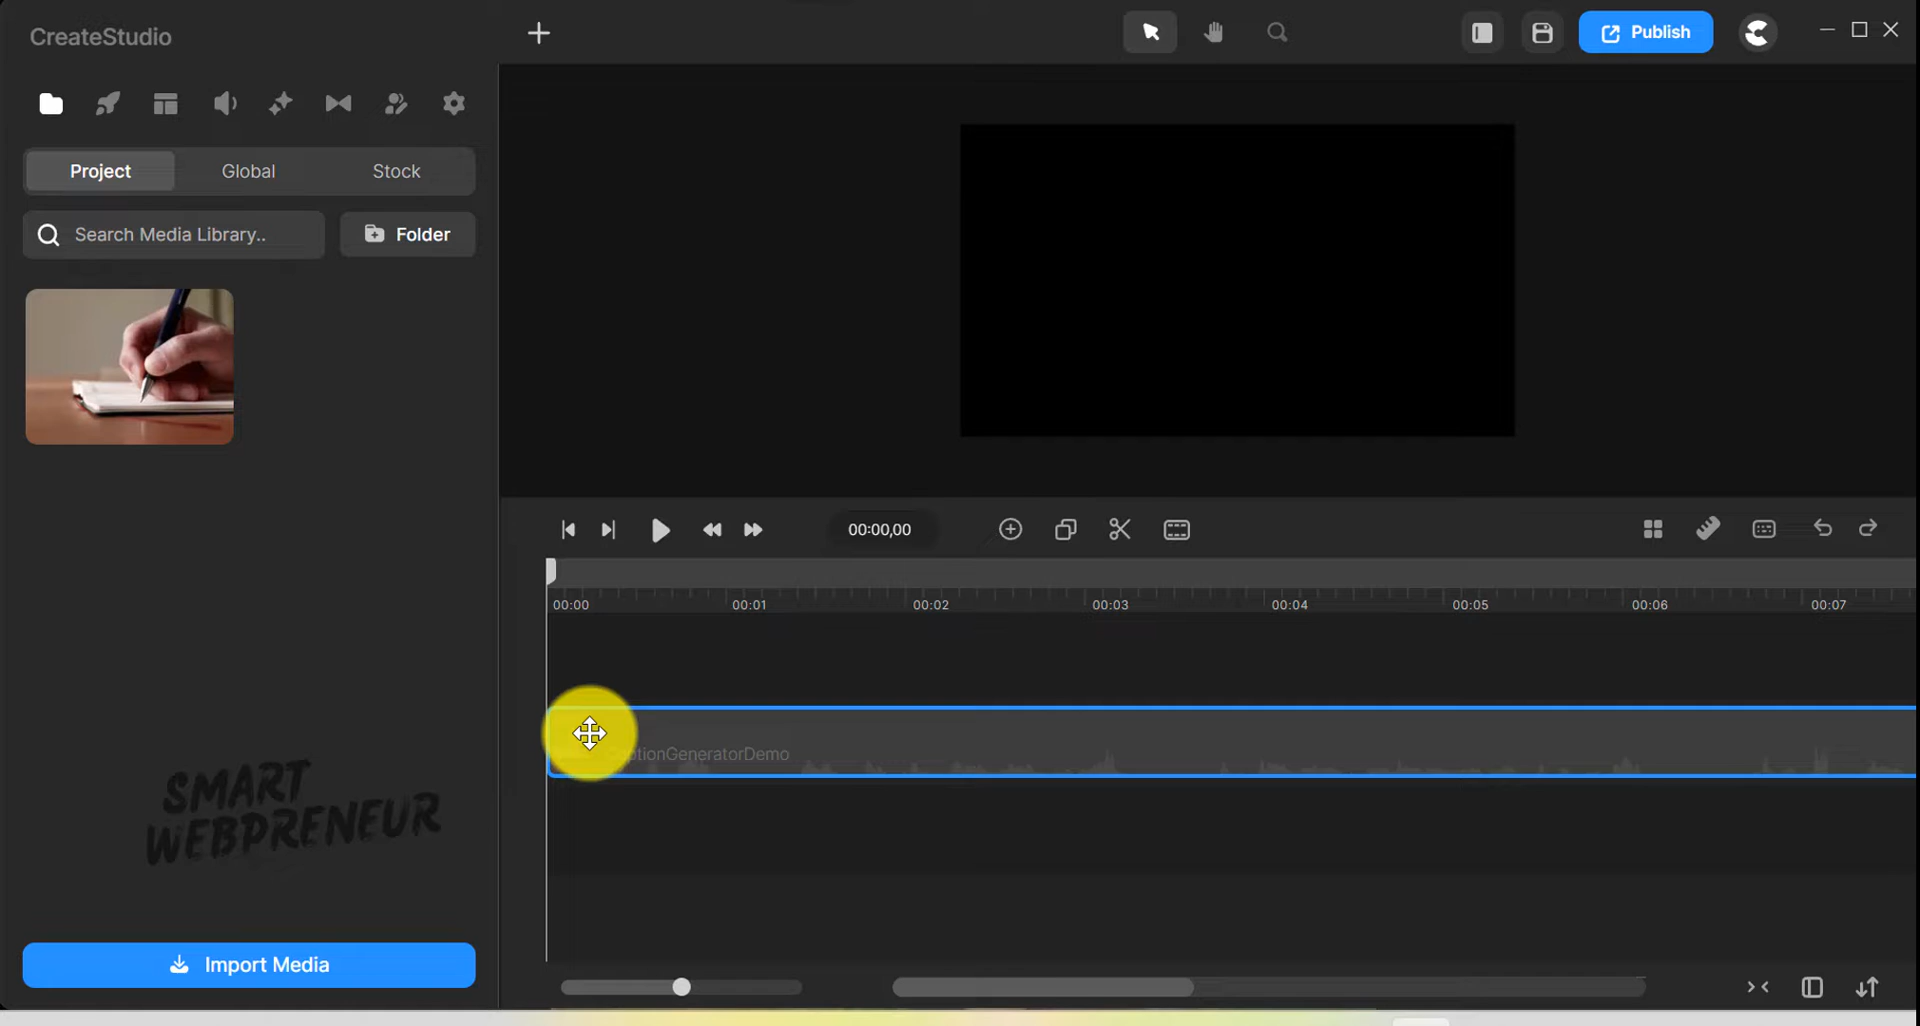 CreateStudio
Publish
Project
Global
Stock
Search Media Library..
Folder
00:00,00
00:00
00:01
00:02
00:03
00:04
00:05
00:06
00:07
tionGeneratorDemo
SMART
WEBPRENEUR
Import Media